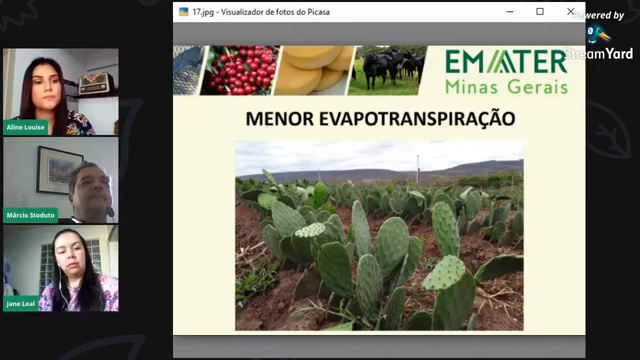 17.jpg - Visualizador de fotos do Picasa
Powered by
StreamYard
EMATER
Minas Gerais
MENOR EVAPOTRANSPIRAÇÃO
Aline Louise
Márcio Stoduto
Jane Leal